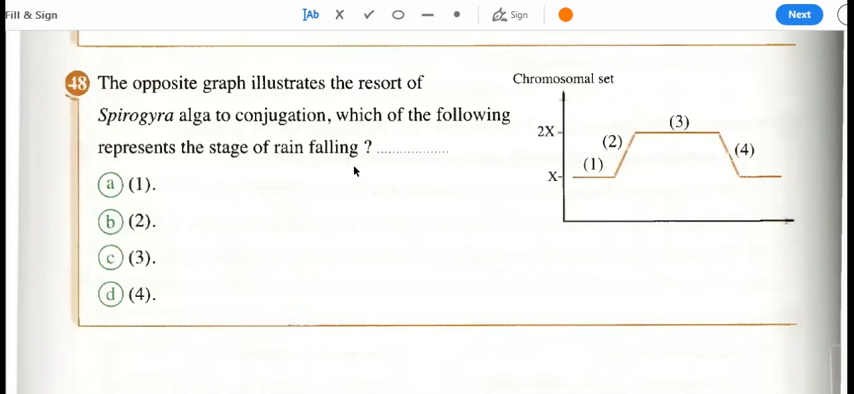 Fill & Sign
Ab
Sign
Next
48 The opposite graph illustrates the resort of
Spirogyra alga to conjugation, which of the following
represents the stage of rain falling ? ..................
a (1).
b (2).
c (3).
d (4).
Chromosomal set
2X
X
(1)
(2)
(3)
(4)